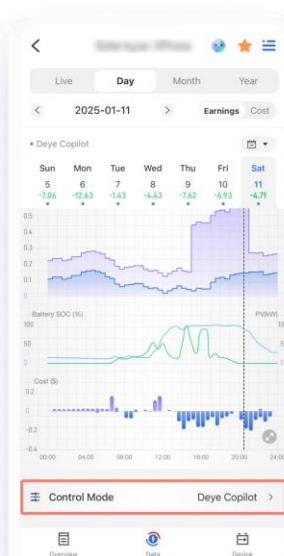 Live Day Month Year
2025-01-11 Earnings Cost
Deye Copilot
Sun Mon Tue Wed Thu Fri Sat
5 6 7 8 9 10 11
-7.06 -12.63 -1.43 -4.43 -7.62 -6.93 -4.71
0.5
0.4
0.3
0.2
0.1
0
Battery SOC (%) PV(kW)
100 10
50 5
0 0
Cost ($)
0.2
0
-0.2
-0.4
00:00 04:00 08:00 12:00 16:00 20:00 24:00
Control Mode Deye Copilot
Overview Data Device